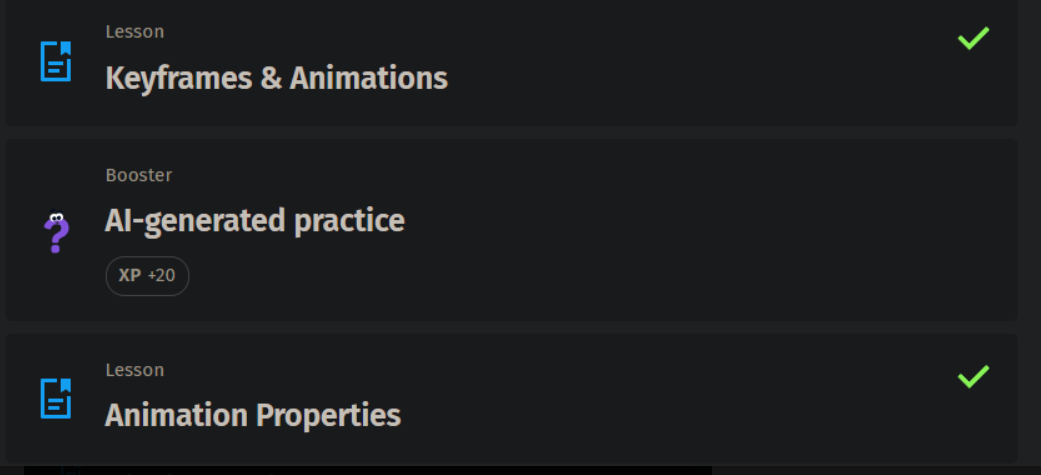 Lesson
Keyframes & Animations
Booster
AI-generated practice
XP +20
Lesson
Animation Properties